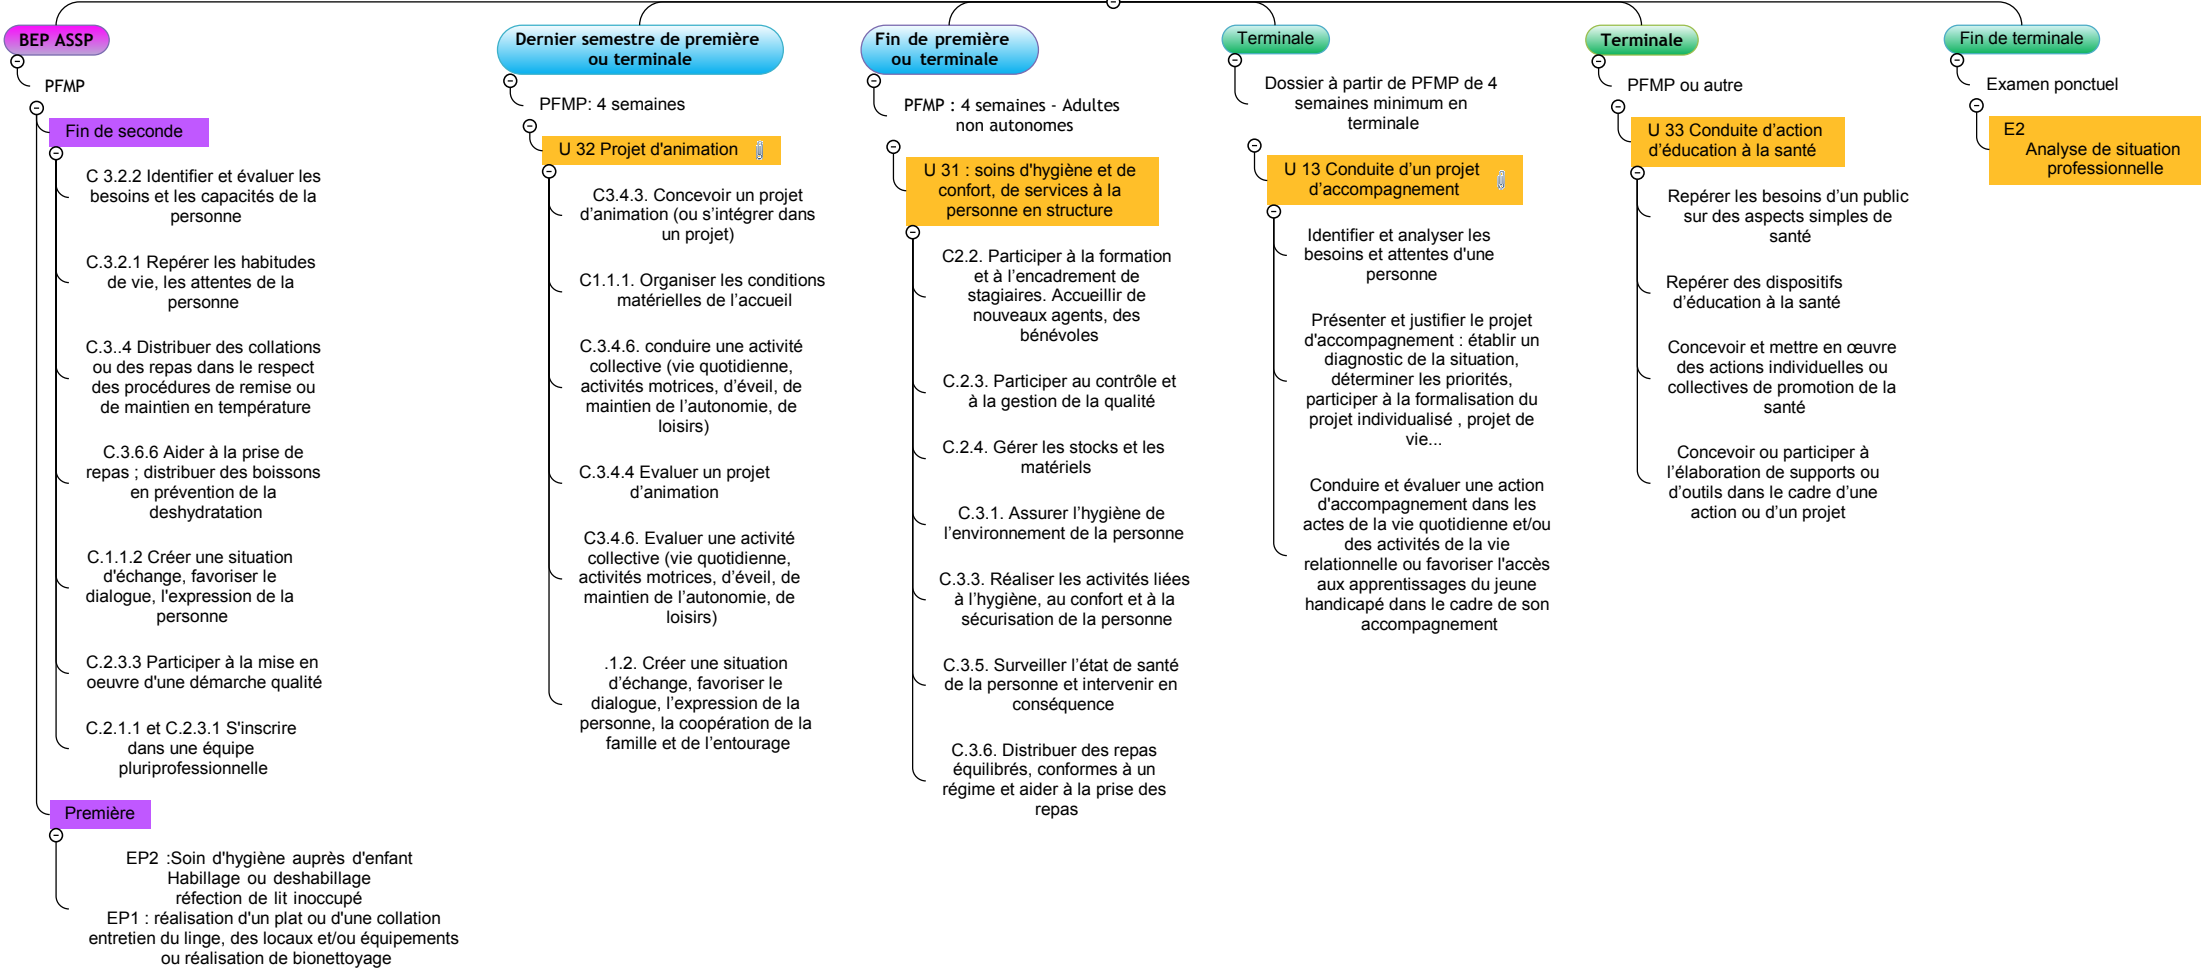 BEP ASSP
PFMP
Fin de seconde
C 3.2.2 Identifier et évaluer les
besoins et les capacités de la
personne
C.3.2.1 Repérer les habitudes
de vie, les attentes de la
personne
C.3..4 Distribuer des collations
ou des repas dans le respect
des procédures de remise ou
de maintien en température
C.3.6.6 Aider à la prise de
repas ; distribuer des boissons
en prévention de la
deshydratation
C.1.1.2 Créer une situation
d'échange, favoriser le
dialogue, l'expression de la
personne
C.2.3.3 Participer à la mise en
oeuvre d'une démarche qualité
C.2.1.1 et C.2.3.1 S'inscrire
dans une équipe
pluriprofessionnelle
Première
EP2 :Soin d'hygiène auprès d'enfant
Habillage ou deshabillage
réfection de lit inoccupé
EP1 : réalisation d'un plat ou d'une collation
entretien du linge, des locaux et/ou équipements
ou réalisation de bionettoyage
Dernier semestre de première
ou terminale
PFMP: 4 semaines
U 32 Projet d'animation
C3.4.3. Concevoir un projet
d’animation (ou s’intégrer dans
un projet)
C1.1.1. Organiser les conditions
matérielles de l’accueil
C.3.4.6. conduire une activité
collective (vie quotidienne,
activités motrices, d’éveil, de
maintien de l’autonomie, de
loisirs)
C.3.4.4 Evaluer un projet
d’animation
C3.4.6. Evaluer une activité
collective (vie quotidienne,
activités motrices, d’éveil, de
maintien de l’autonomie, de
loisirs)
.1.2. Créer une situation
d’échange, favoriser le
dialogue, l’expression de la
personne, la coopération de la
famille et de l’entourage
Fin de première
ou terminale
PFMP : 4 semaines - Adultes
non autonomes
U 31 : soins d'hygiène et de
confort, de services à la
personne en structure
C2.2. Participer à la formation
et à l’encadrement de
stagiaires. Accueillir de
nouveaux agents, des
bénévoles
C.2.3. Participer au contrôle et
à la gestion de la qualité
C.2.4. Gérer les stocks et les
matériels
C.3.1. Assurer l’hygiène de
l’environnement de la personne
C.3.3. Réaliser les activités liées
à l’hygiène, au confort et à la
sécurisation de la personne
C.3.5. Surveiller l’état de santé
de la personne et intervenir en
conséquence
C.3.6. Distribuer des repas
équilibrés, conformes à un
régime et aider à la prise des
repas
Terminale
Dossier à partir de PFMP de 4
semaines minimum en
terminale
U 13 Conduite d’un projet
d’accompagnement
Identifier et analyser les
besoins et attentes d'une
personne
Présenter et justifier le projet
d'accompagnement : établir un
diagnostic de la situation,
déterminer les priorités,
participer à la formalisation du
projet individualisé , projet de
vie...
Conduire et évaluer une action
d'accompagnement dans les
actes de la vie quotidienne et/ou
des activités de la vie
relationnelle ou favoriser l'accès
aux apprentissages du jeune
handicapé dans le cadre de son
accompagnement
Terminale
PFMP ou autre
U 33 Conduite d’action
d’éducation à la santé
Repérer les besoins d’un public
sur des aspects simples de
santé
Repérer des dispositifs
d’éducation à la santé
Concevoir et mettre en œuvre
des actions individuelles ou
collectives de promotion de la
santé
Concevoir ou participer à
l’élaboration de supports ou
d’outils dans le cadre d’une
action ou d’un projet
Fin de terminale
Examen ponctuel
E2
Analyse de situation
professionnelle